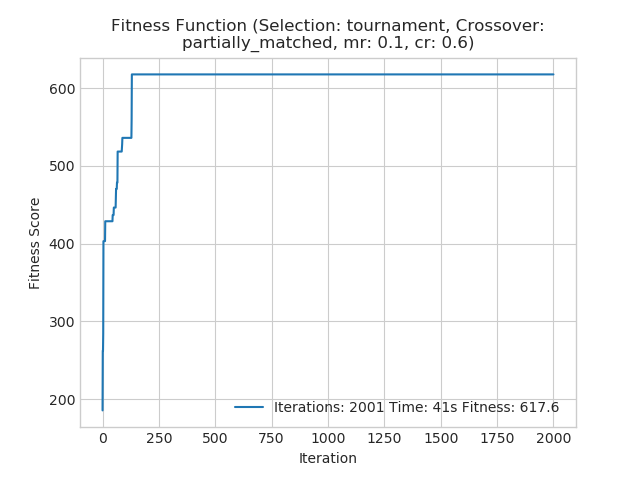 Fitness Function (Selection: tournament, Crossover:
partially_matched, mr: 0.1, cr: 0.6)
Fitness Score
600
500
400
300
200
Iterations: 2001 Time: 41s Fitness: 617.6
0 250 500 750 1000 1250 1500 1750 2000
Iteration